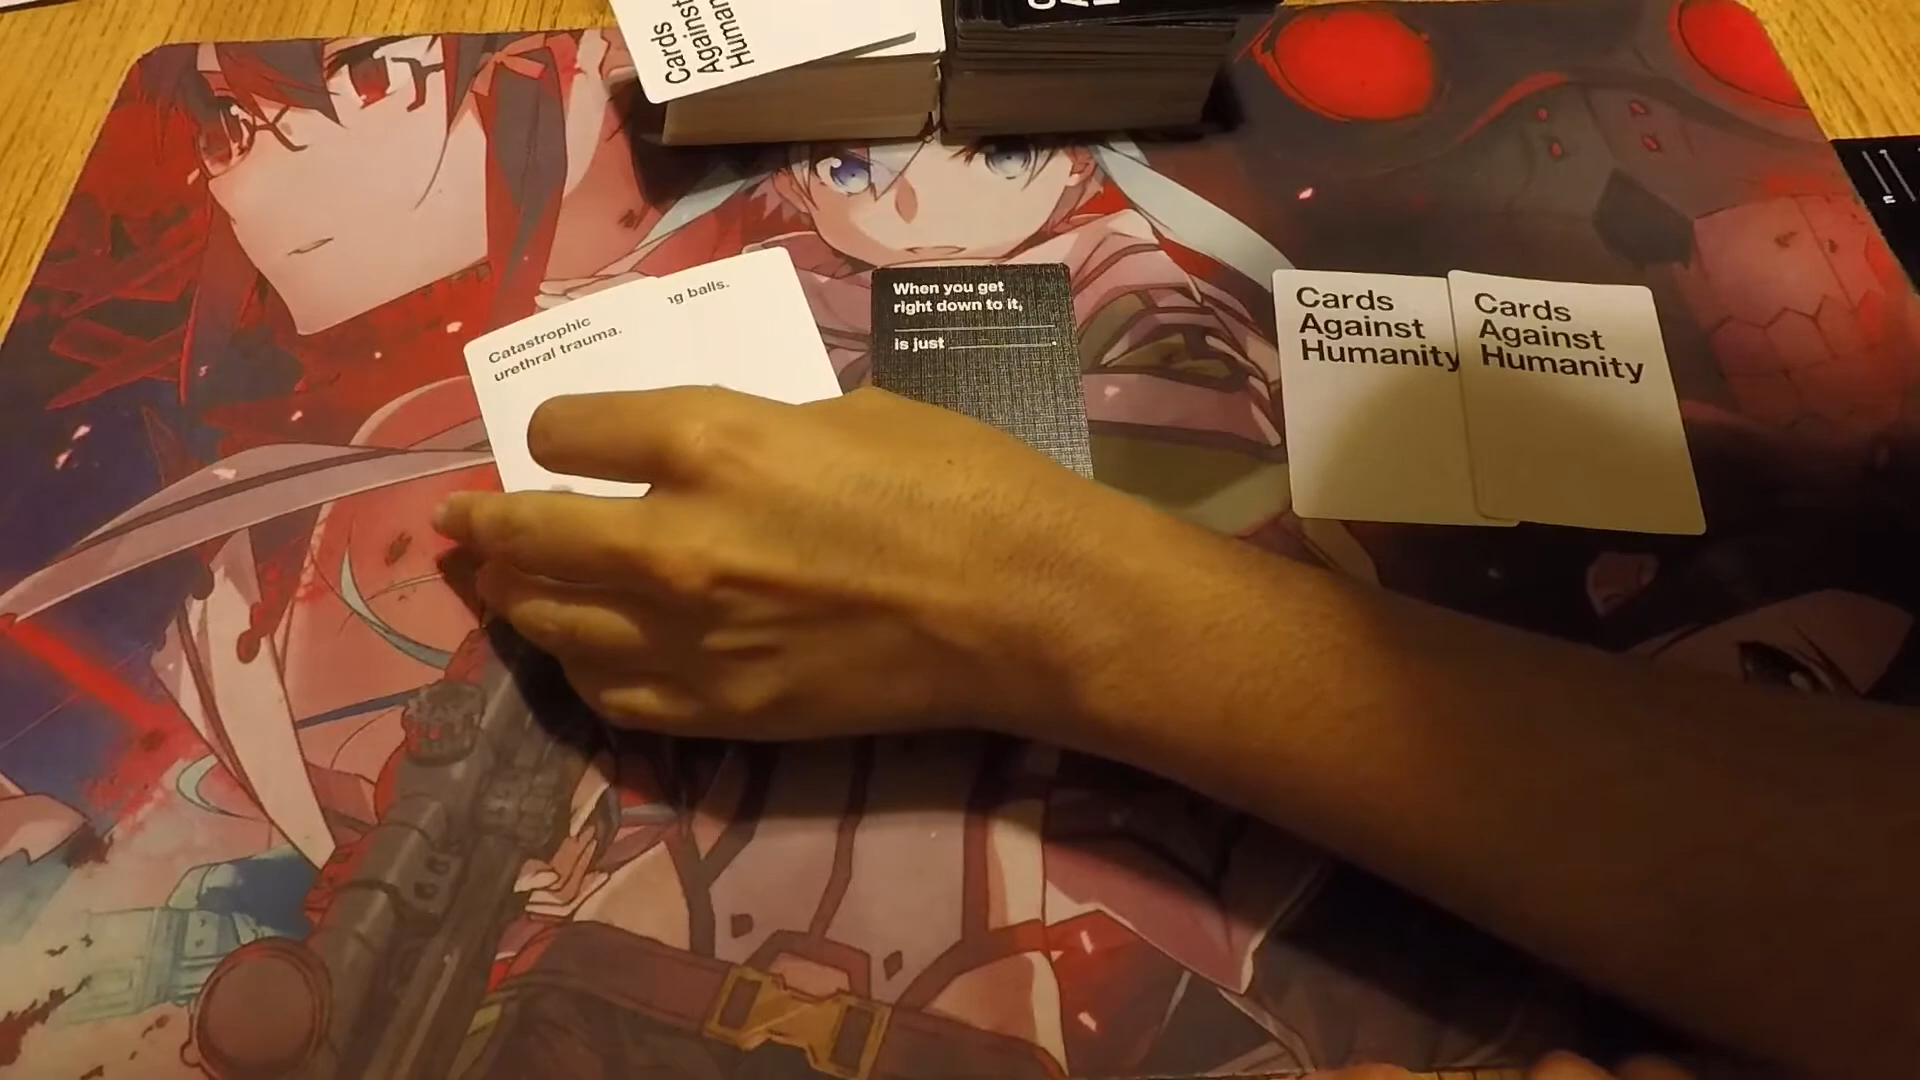 Cards
Against
Catastrophic
urethral trauma.
balls.
When you get
right down to it,
is just
Cards
Against
Humanity
Cards
Against
Humanity